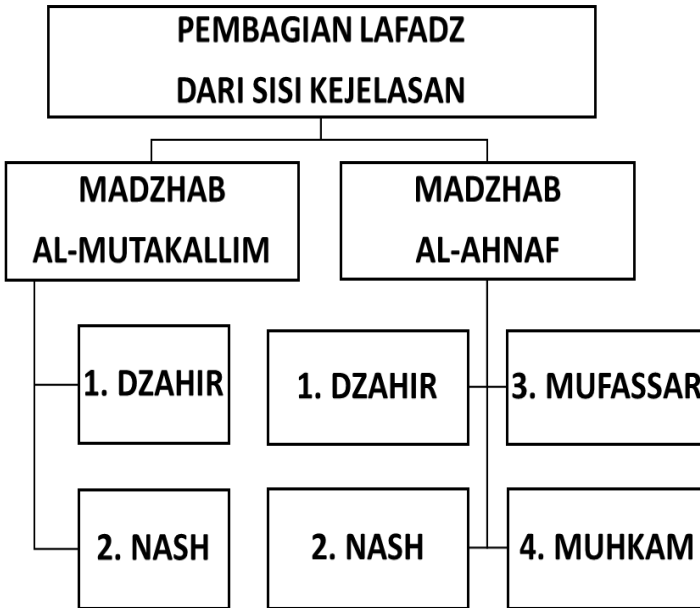 PEMBAGIAN LAFADZ
DARI SISI KEJELASAN
MADZHAB
AL-MUTAKALLIM
MADZHAB
AL-AHNAF
1. DZAHIR
2. NASH
1. DZAHIR
2. NASH
3. MUFASSAR
4. MUHKAM